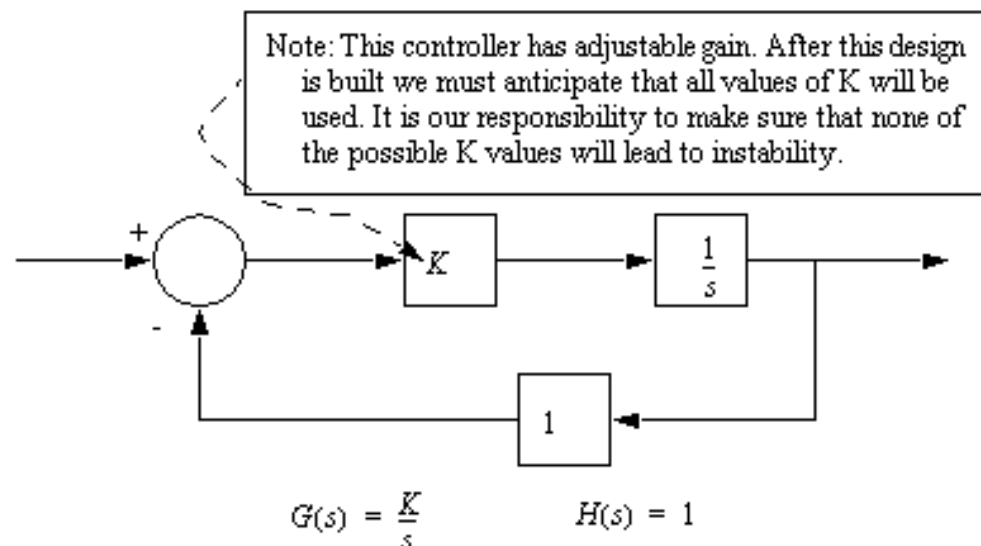 Note: This controller has adjustable gain. After this design
is built we must anticipate that all values of K will be
used. It is our responsibility to make sure that none of
the possible K values will lead to instability.
+
K
1
s
-
1
G(s) = K/s
H(s) = 1